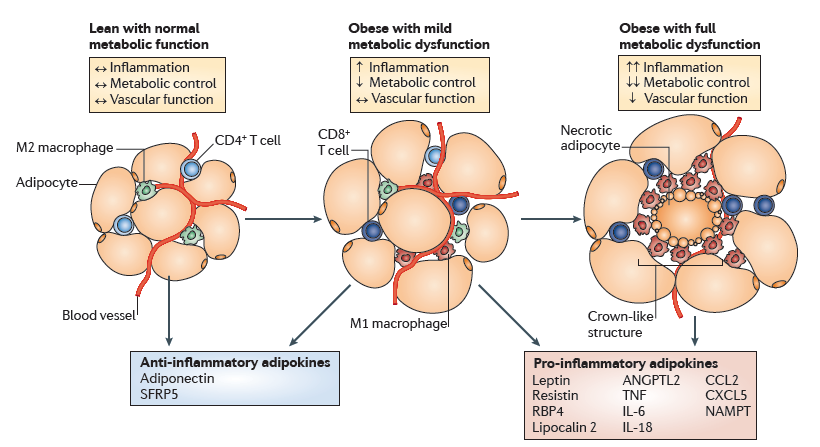 Lean with normal
metabolic function
↔ Inflammation
↔ Metabolic control
↔ Vascular function
Obese with mild
metabolic dysfunction
↑ Inflammation
↓ Metabolic control
↔ Vascular function
Obese with full
metabolic dysfunction
↑↑ Inflammation
↓↓ Metabolic control
↓ Vascular function
M2 macrophage
CD4+ T cell
Adipocyte
Blood vessel
CD8+
T cell
M1 macrophage
Necrotic
adipocyte
Crown-like
structure
Anti-inflammatory adipokines
Adiponectin
SFRP5
Pro-inflammatory adipokines
Leptin ANGPTL2 CCL2
Resistin TNF CXCL5
RBP4 IL-6 NAMPT
Lipocalin 2 IL-18